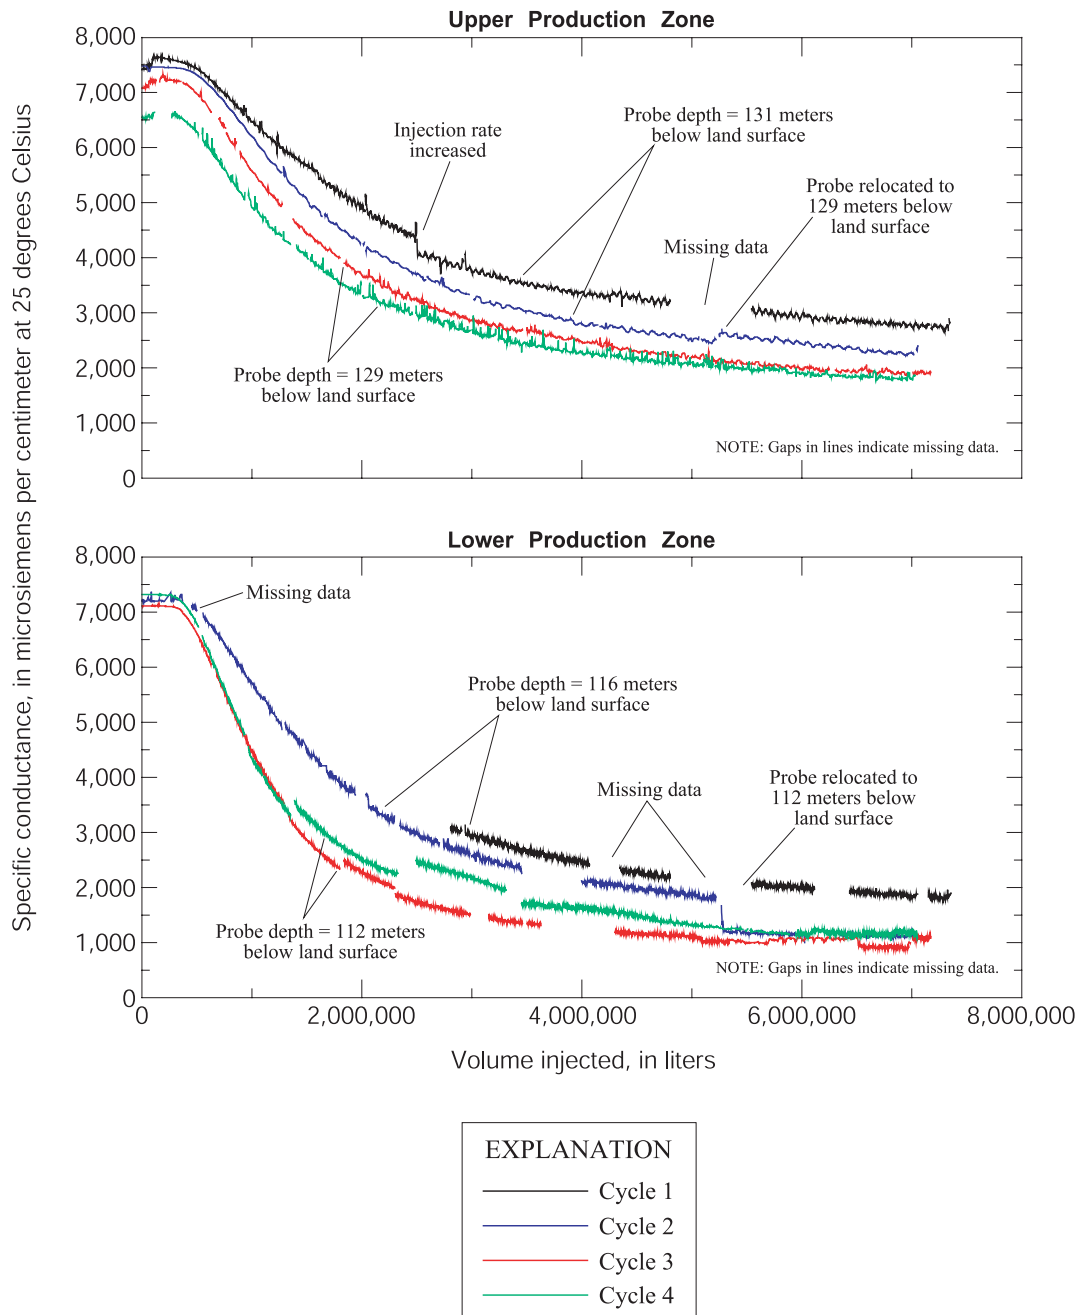 Upper Production Zone
8,000
7,000
6,000
5,000
4,000
3,000
2,000
1,000
0
Injection rate
increased
Probe depth = 131 meters
below land surface
Probe relocated to
129 meters below
land surface
Missing data
Probe depth = 129 meters
below land surface
NOTE: Gaps in lines indicate missing data.
Specific conductance, in microsiemens per centimeter at 25 degrees Celsius
Lower Production Zone
8,000
7,000
6,000
5,000
4,000
3,000
2,000
1,000
0
Missing data
Probe depth = 116 meters
below land surface
Missing data
Probe relocated to
112 meters below
land surface
Probe depth = 112 meters
below land surface
NOTE: Gaps in lines indicate missing data.
0
2,000,000
4,000,000
6,000,000
8,000,000
Volume injected, in liters
EXPLANATION
Cycle 1
Cycle 2
Cycle 3
Cycle 4